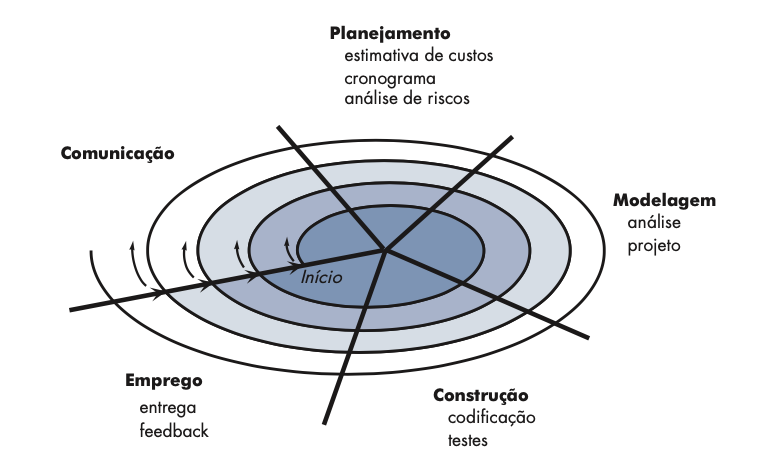 Planejamento
estimativa de custos
cronograma
análise de riscos
Comunicação
Modelagem
análise
projeto
Início
Emprego
entrega
feedback
Construção
codificação
testes